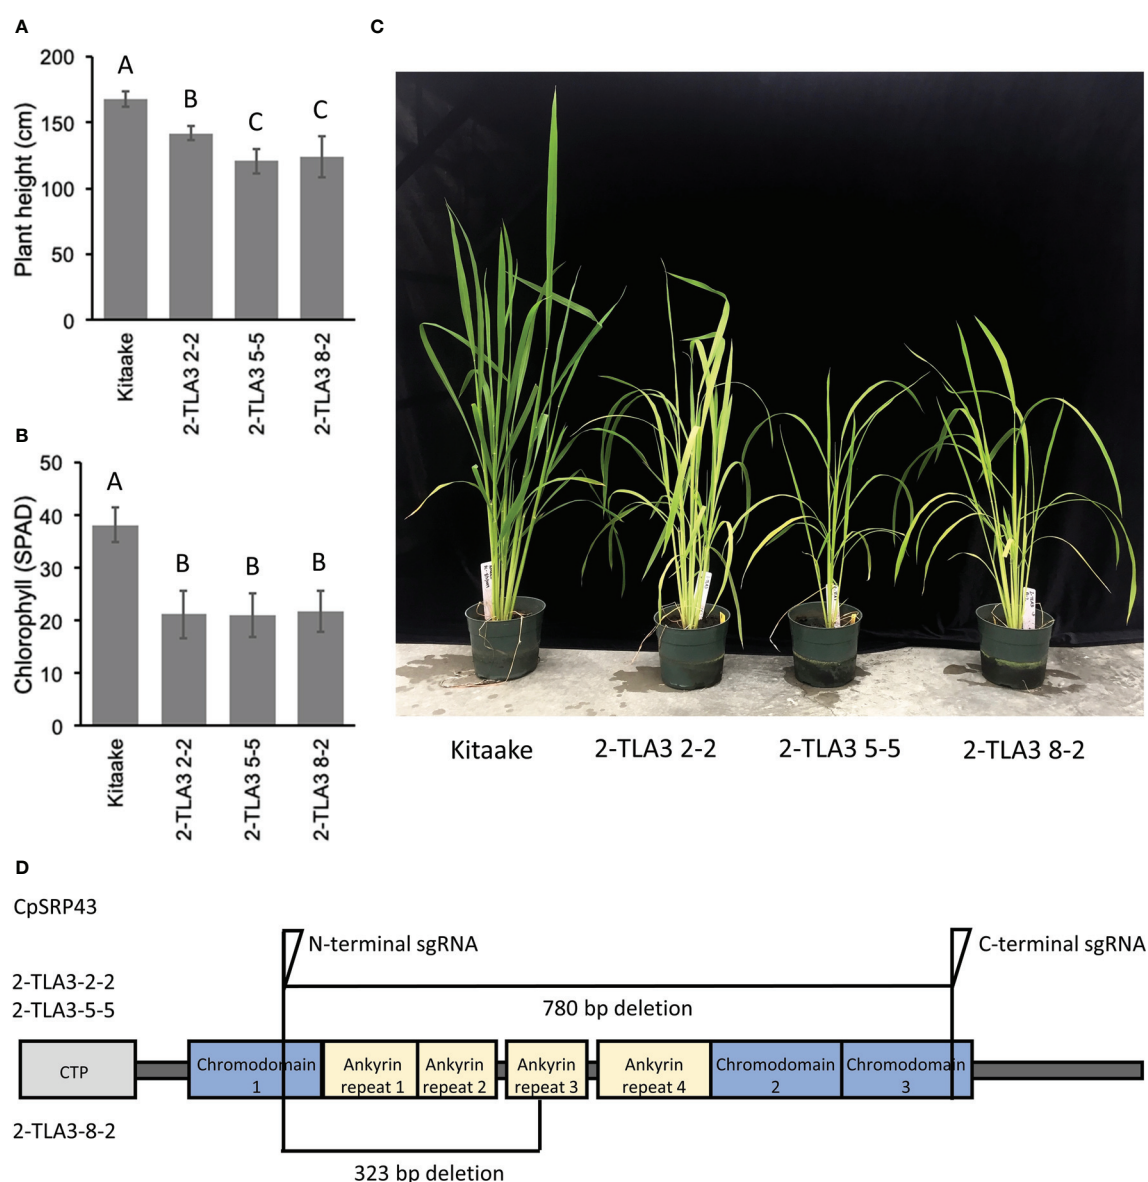 A
200
150
100
50
0
Plant height (cm)
A
B
C
C
Kitaake
2-TLA3 2-2
2-TLA3 5-5
2-TLA3 8-2
B
50
40
30
20
10
0
Chlorophyll (SPAD)
A
B
B
B
Kitaake
2-TLA3 2-2
2-TLA3 5-5
2-TLA3 8-2
C
Kitaake
2-TLA3 2-2
2-TLA3 5-5
2-TLA3 8-2
D
CpSRP43
N-terminal sgRNA
C-terminal sgRNA
2-TLA3-2-2
2-TLA3-5-5
780 bp deletion
CTP
Chromodomain
1
Ankyrin
repeat 1
Ankyrin
repeat 2
Ankyrin
repeat 3
Ankyrin
repeat 4
Chromodomain
2
Chromodomain
3
2-TLA3-8-2
323 bp deletion